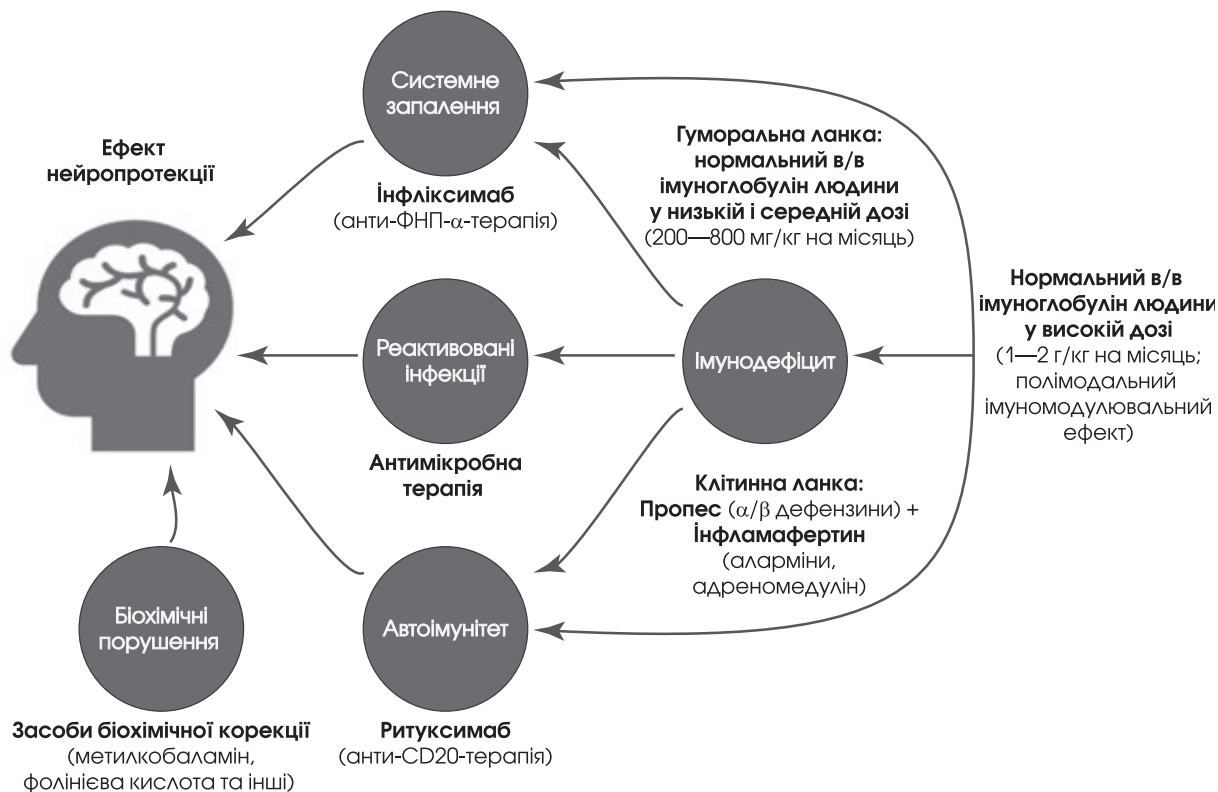 Системне
запалення
Ефект
нейропротекції
Інфліксимаб
(анти-ФНП-α-терапія)
Гуморальна ланка:
нормальний в/в
імуноглобулін людини
у низькій і середній дозі
(200—800 мг/кг на місяць)
Нормальний в/в
імуноглобулін людини
у високій дозі
(1—2 г/кг на місяць;
полімодальний
імуномодулювальний
ефект)
Реактивовані
інфекції
Імунодефіцит
Антимікробна
терапія
Клітинна ланка:
Пропес (α/β дефензини) +
Інфламафертин
(аларміни,
адреномедулін)
Біохімічні
порушення
Автоімунітет
Засоби біохімічної корекції
(метилкобаламін,
фолінієва кислота та інші)
Ритуксимаб
(анти-CD20-терапія)